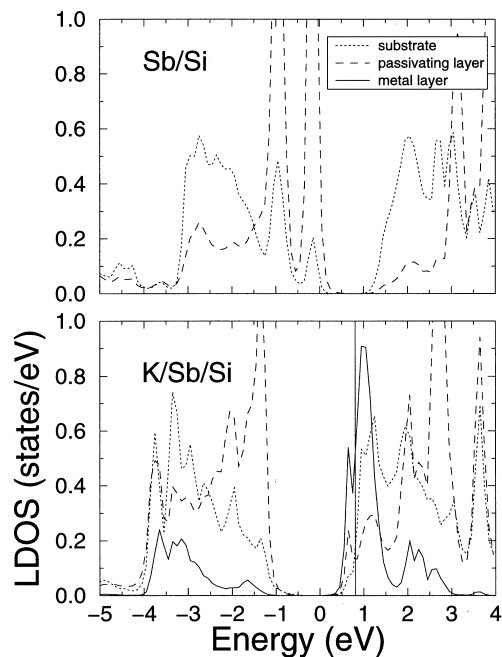 1.0
Sb/Si
substrate
passivating layer
metal layer
0.8
0.6
0.4
0.2
0.0
1.0
K/Sb/Si
0.8
0.6
0.4
0.2
0.0
LDOS (states/eV)
−5 −4 −3 −2 −1 0 1 2 3 4
Energy (eV)